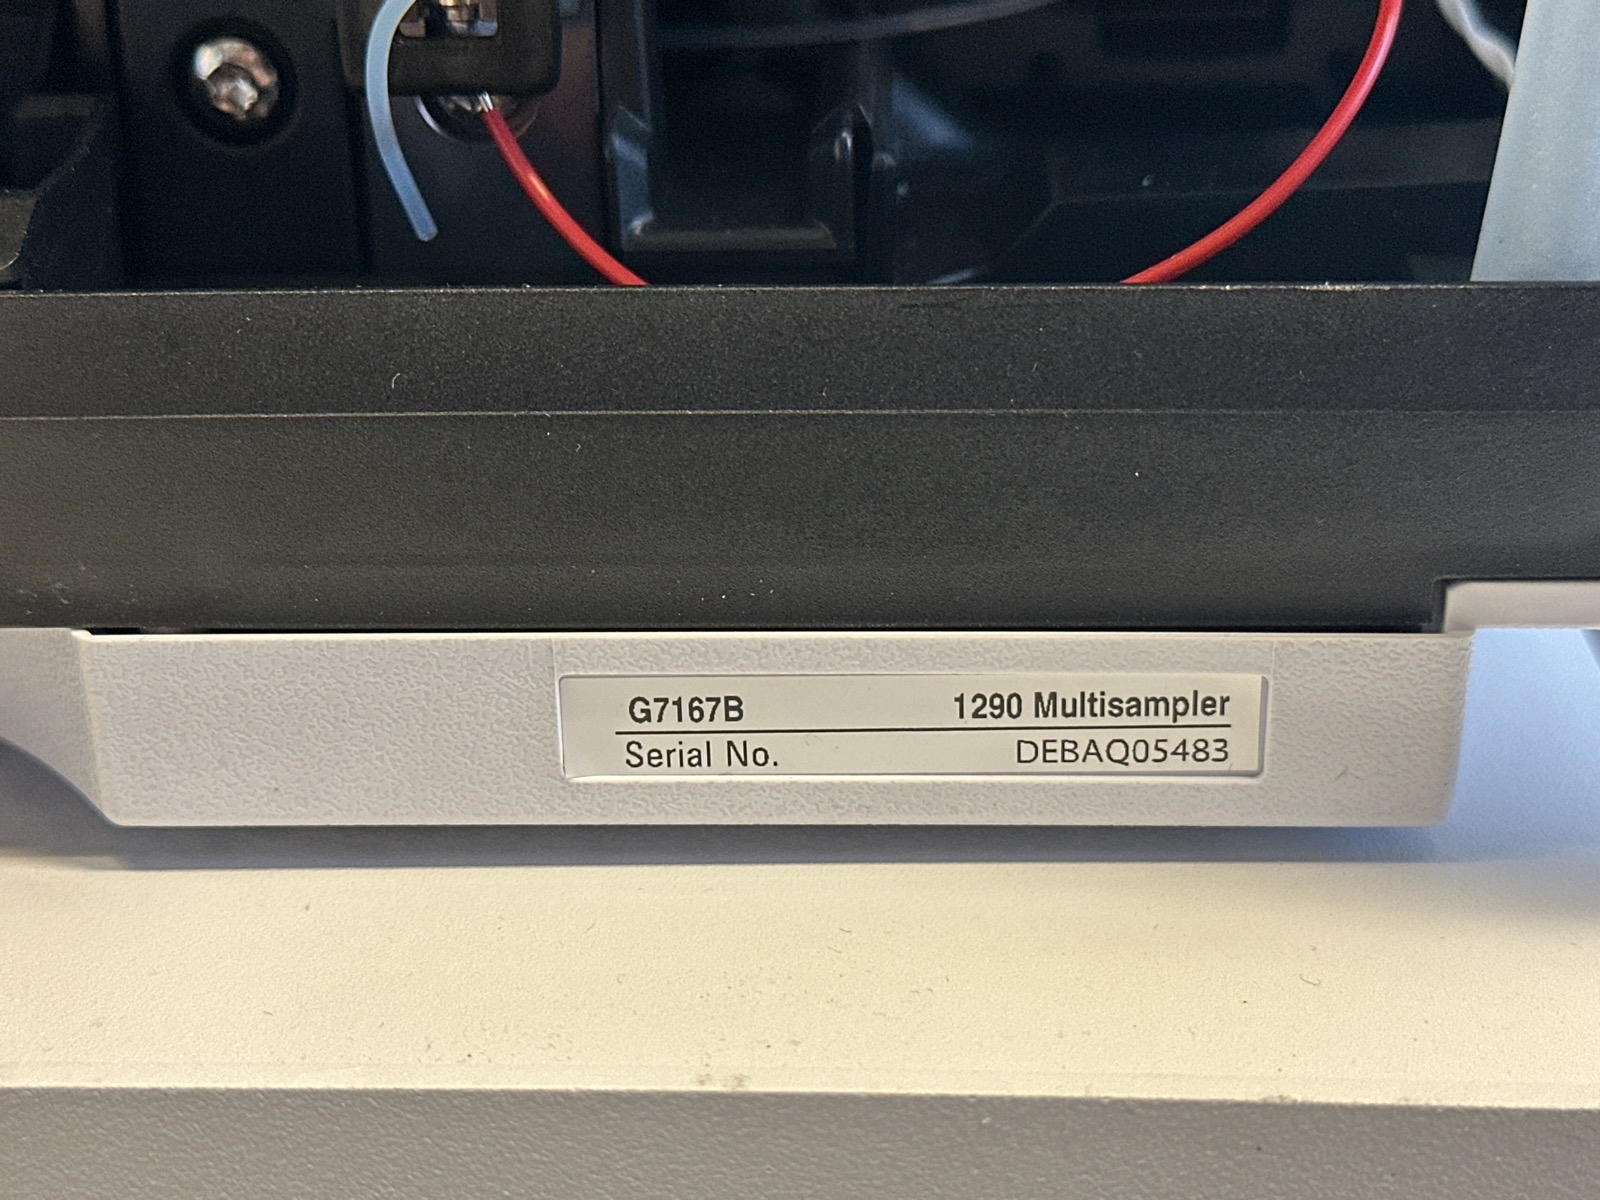 G7167B 1290 Multisampler
Serial No. DEBAQ05483